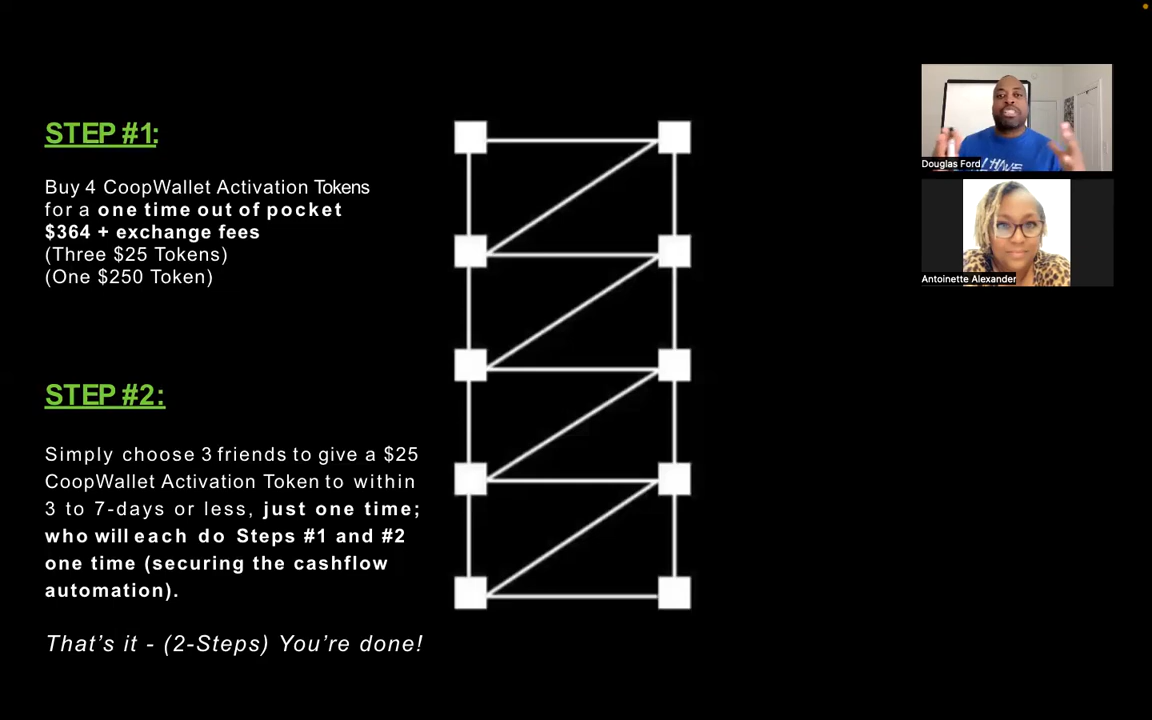 STEP #1:
Buy 4 CoopWallet Activation Tokens
for a one time out of pocket
$364 + exchange fees
(Three $25 Tokens)
(One $250 Token)
STEP #2:
Simply choose 3 friends to give a $25
CoopWallet Activation Token to within
3 to 7-days or less, just one time;
who will each do Steps #1 and #2
one time (securing the cashflow
automation).
That's it - (2-Steps) You're done!
Douglas Ford
Antoinette Alexander